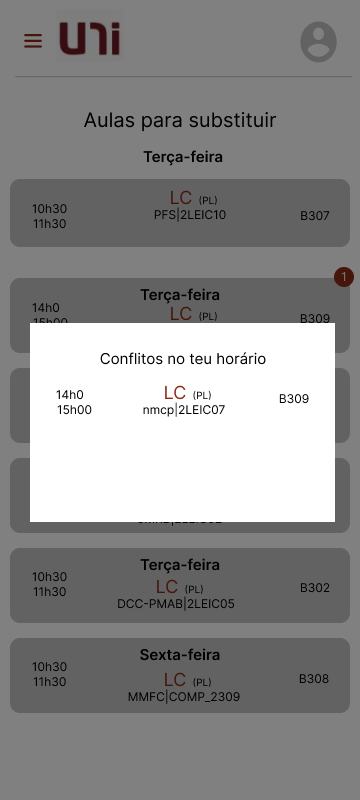 uni
Aulas para substituir
Terça-feira
10h30
11h30
LC (PL)
PFS|2LEIC10
B307
1
Terça-feira
14h0
15h00
LC (PL)
B309
Conflitos no teu horário
14h0
15h00
LC (PL)
nmcp|2LEIC07
B309
Terça-feira
10h30
11h30
LC (PL)
DCC-PMAB|2LEIC05
B302
Sexta-feira
10h30
11h30
LC (PL)
MMFC|COMP_2309
B308